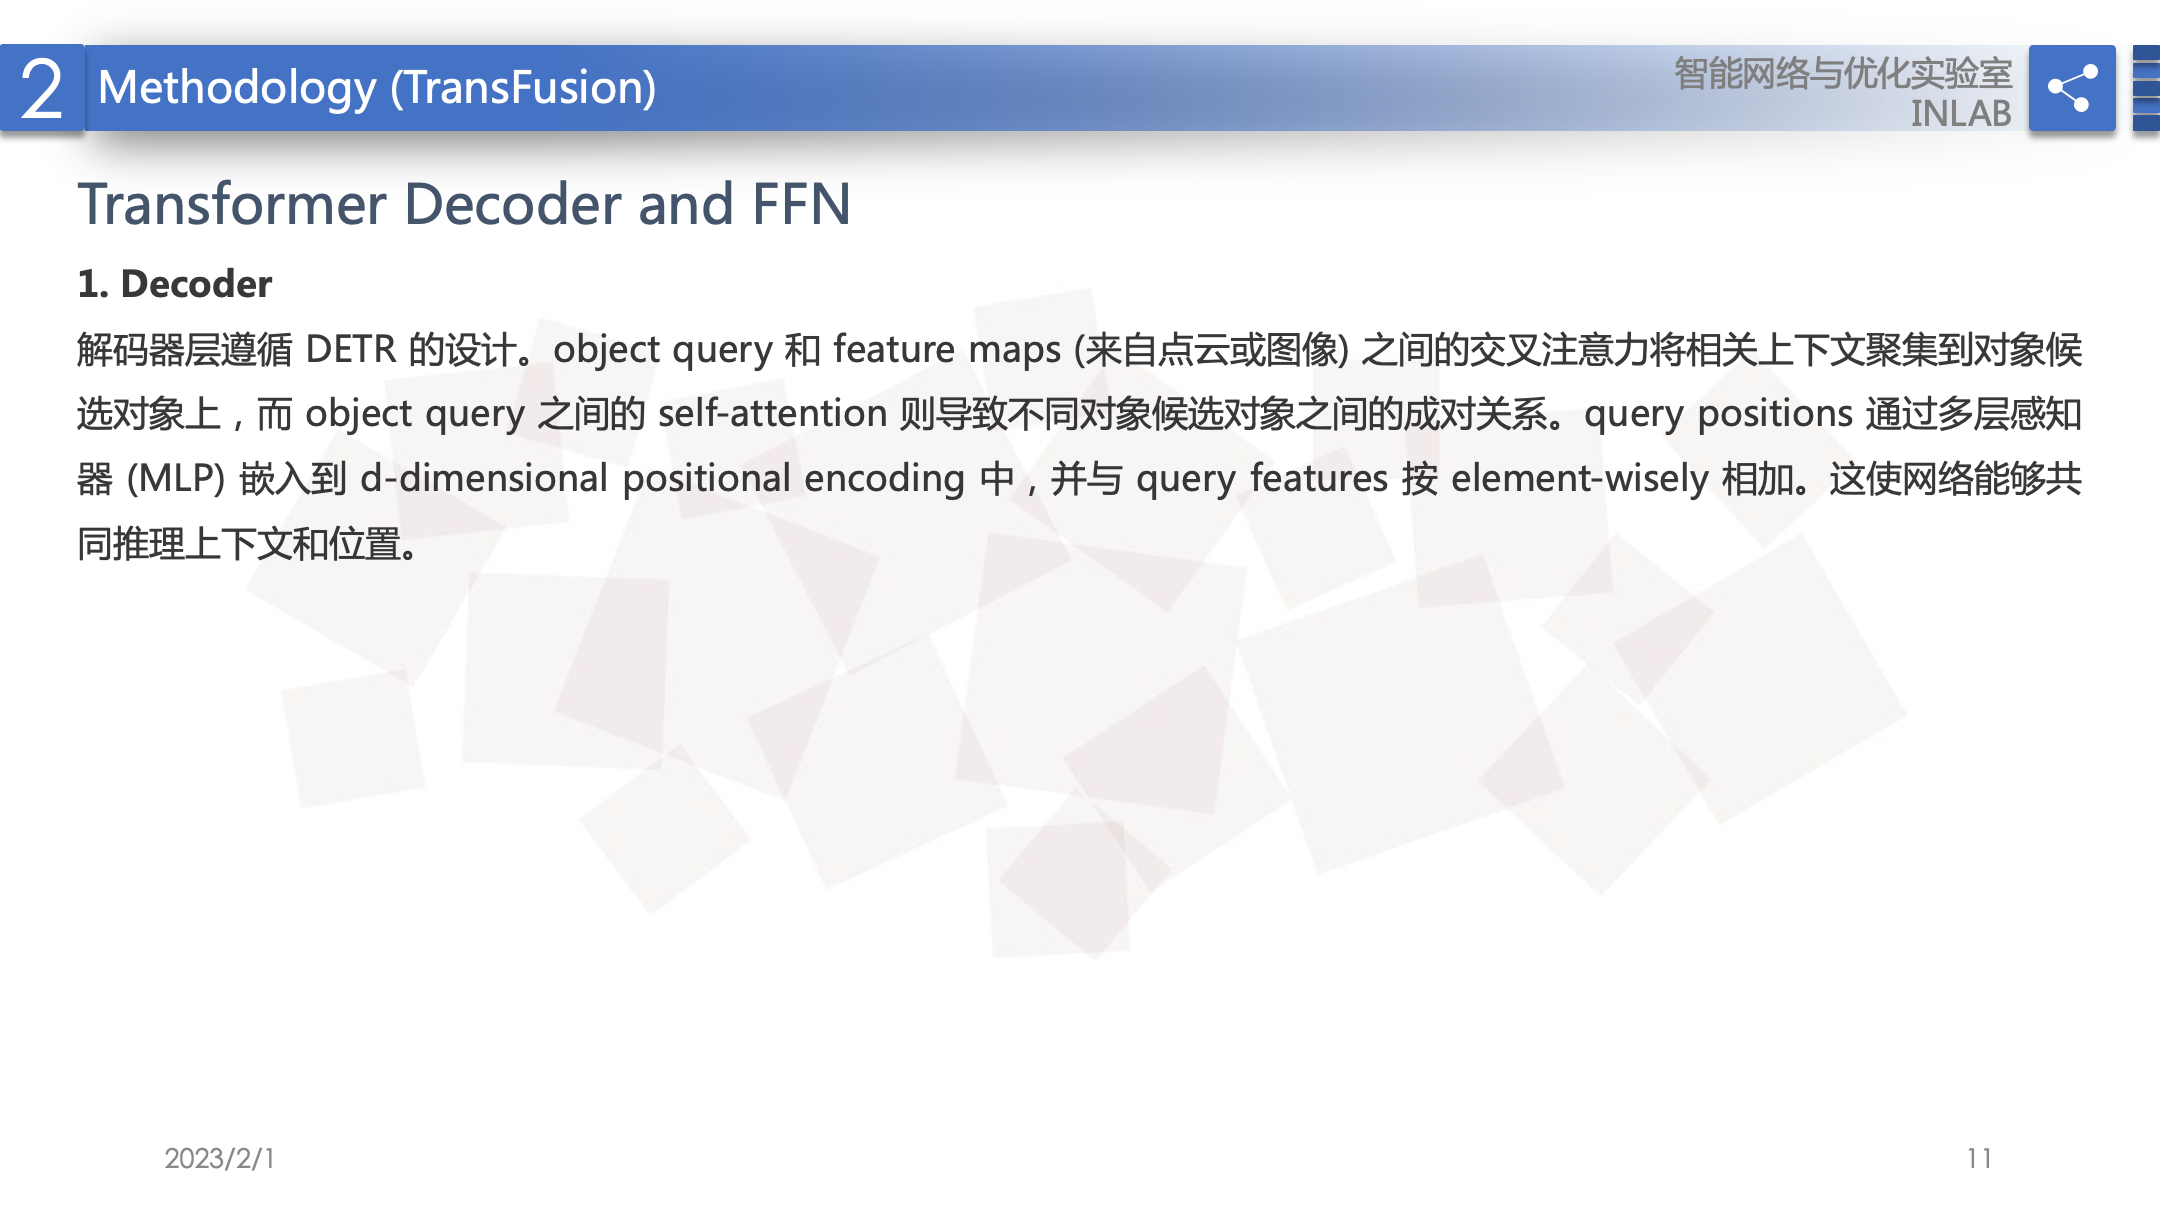 2
Methodology (TransFusion)
智能网络与优化实验室
INLAB
Transformer Decoder and FFN
1. Decoder
解码器层遵循 DETR 的设计。object query 和 feature maps (来自点云或图像) 之间的交叉注意力将相关上下文聚集到对象候
选对象上，而 object query 之间的 self-attention 则导致不同对象候选对象之间的成对关系。query positions 通过多层感知
器 (MLP) 嵌入到 d-dimensional positional encoding 中，并与 query features 按 element-wisely 相加。这使网络能够共
同推理上下文和位置。
2023/2/1
11